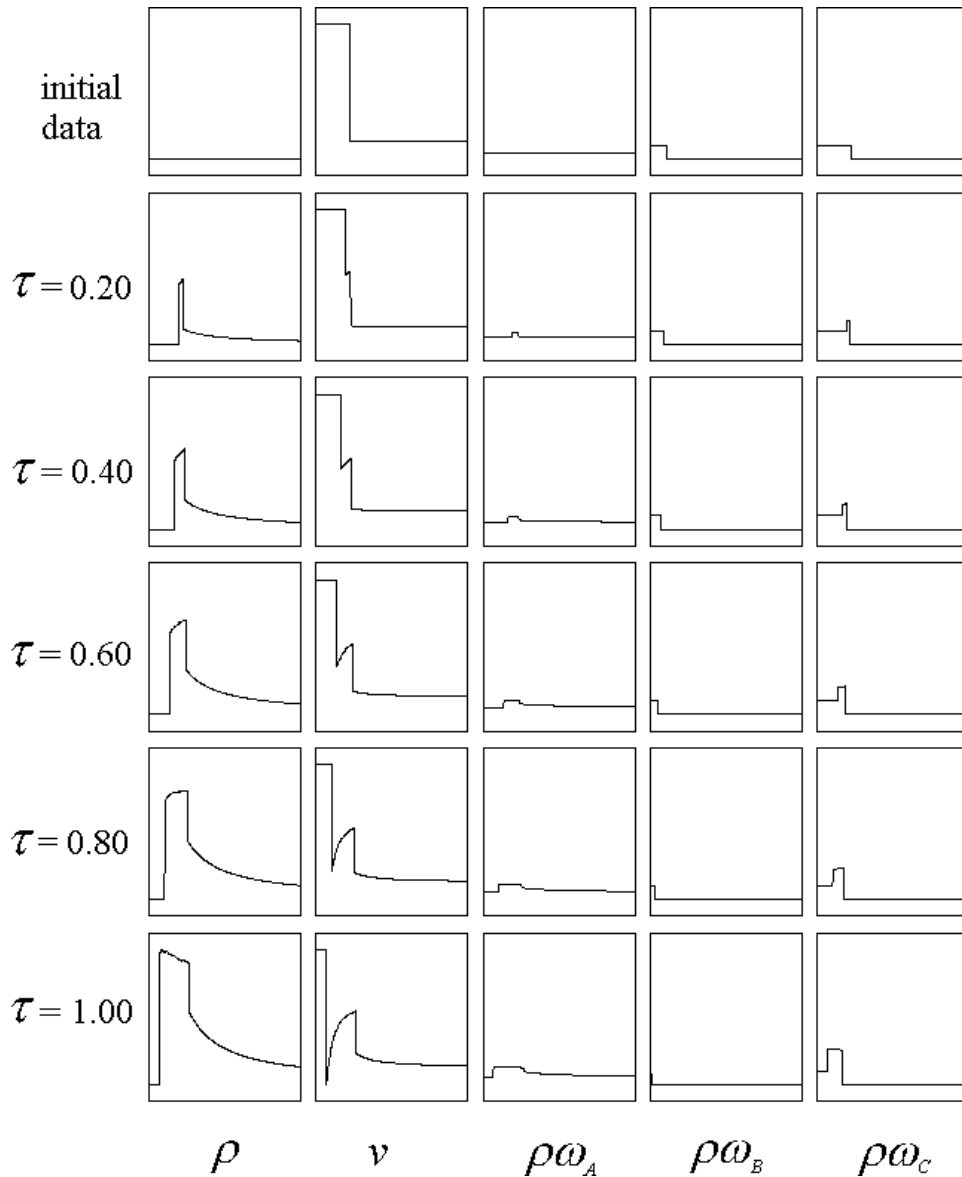 initial
data
τ = 0.20
τ = 0.40
τ = 0.60
τ = 0.80
τ = 1.00
ρ v ρω_A ρω_B ρω_C